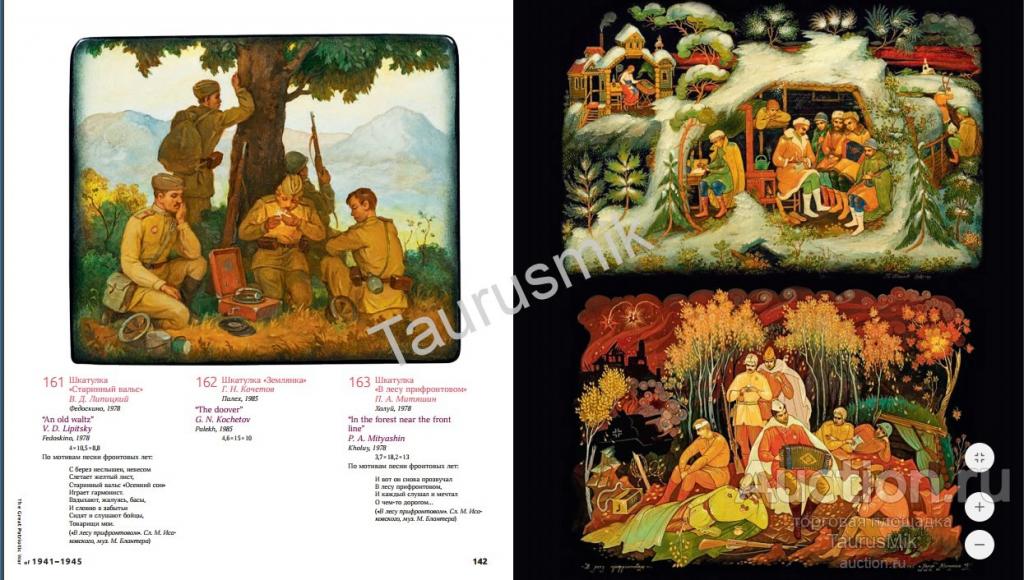 161
Шкатулка
«Старинный вальс»
В. Д. Липицкий
Федоскино, 1978
"An old waltz"
V. D. Lipitsky
Fedoskino, 1978
4×10,5×8,8
По мотивам песни фронтовых лет:
С берез неслышен, невесом
Слетает желтый лист,
Старинный вальс «Осенний сон»
Играет гармонист.
Вздыхают, жалуясь, басы,
И словно в забытьи
Сидят и слушают бойцы,
Товарищи мои.
(«В лесу прифронтовом». Сл. М. Иса-
ковского, муз. М. Блантера)
162
Шкатулка «Землянка»
Г. Н. Кочетов
Палех, 1985
"The doover"
G. N. Kochetov
Palekh, 1985
4,6×15×10
163
Шкатулка
«В лесу прифронтовом»
П. А. Митяшин
Холуй, 1978
"In the forest near the front
line"
P. A. Mityashin
Kholuy, 1978
3,7×18,2×13
По мотивам песни фронтовых лет:
И вот он снова прозвучал
В лесу прифронтовом,
И каждый слушал и мечтал
О чем-то дорогом...
(«В лесу прифронтовом». Сл. М. Иса-
ковского, муз. М. Блантера)
The Great Patriotic War
of 1941–1945
142
Taurusmik
auction.ru
торговая площадка
TaurusMik
auction.ru